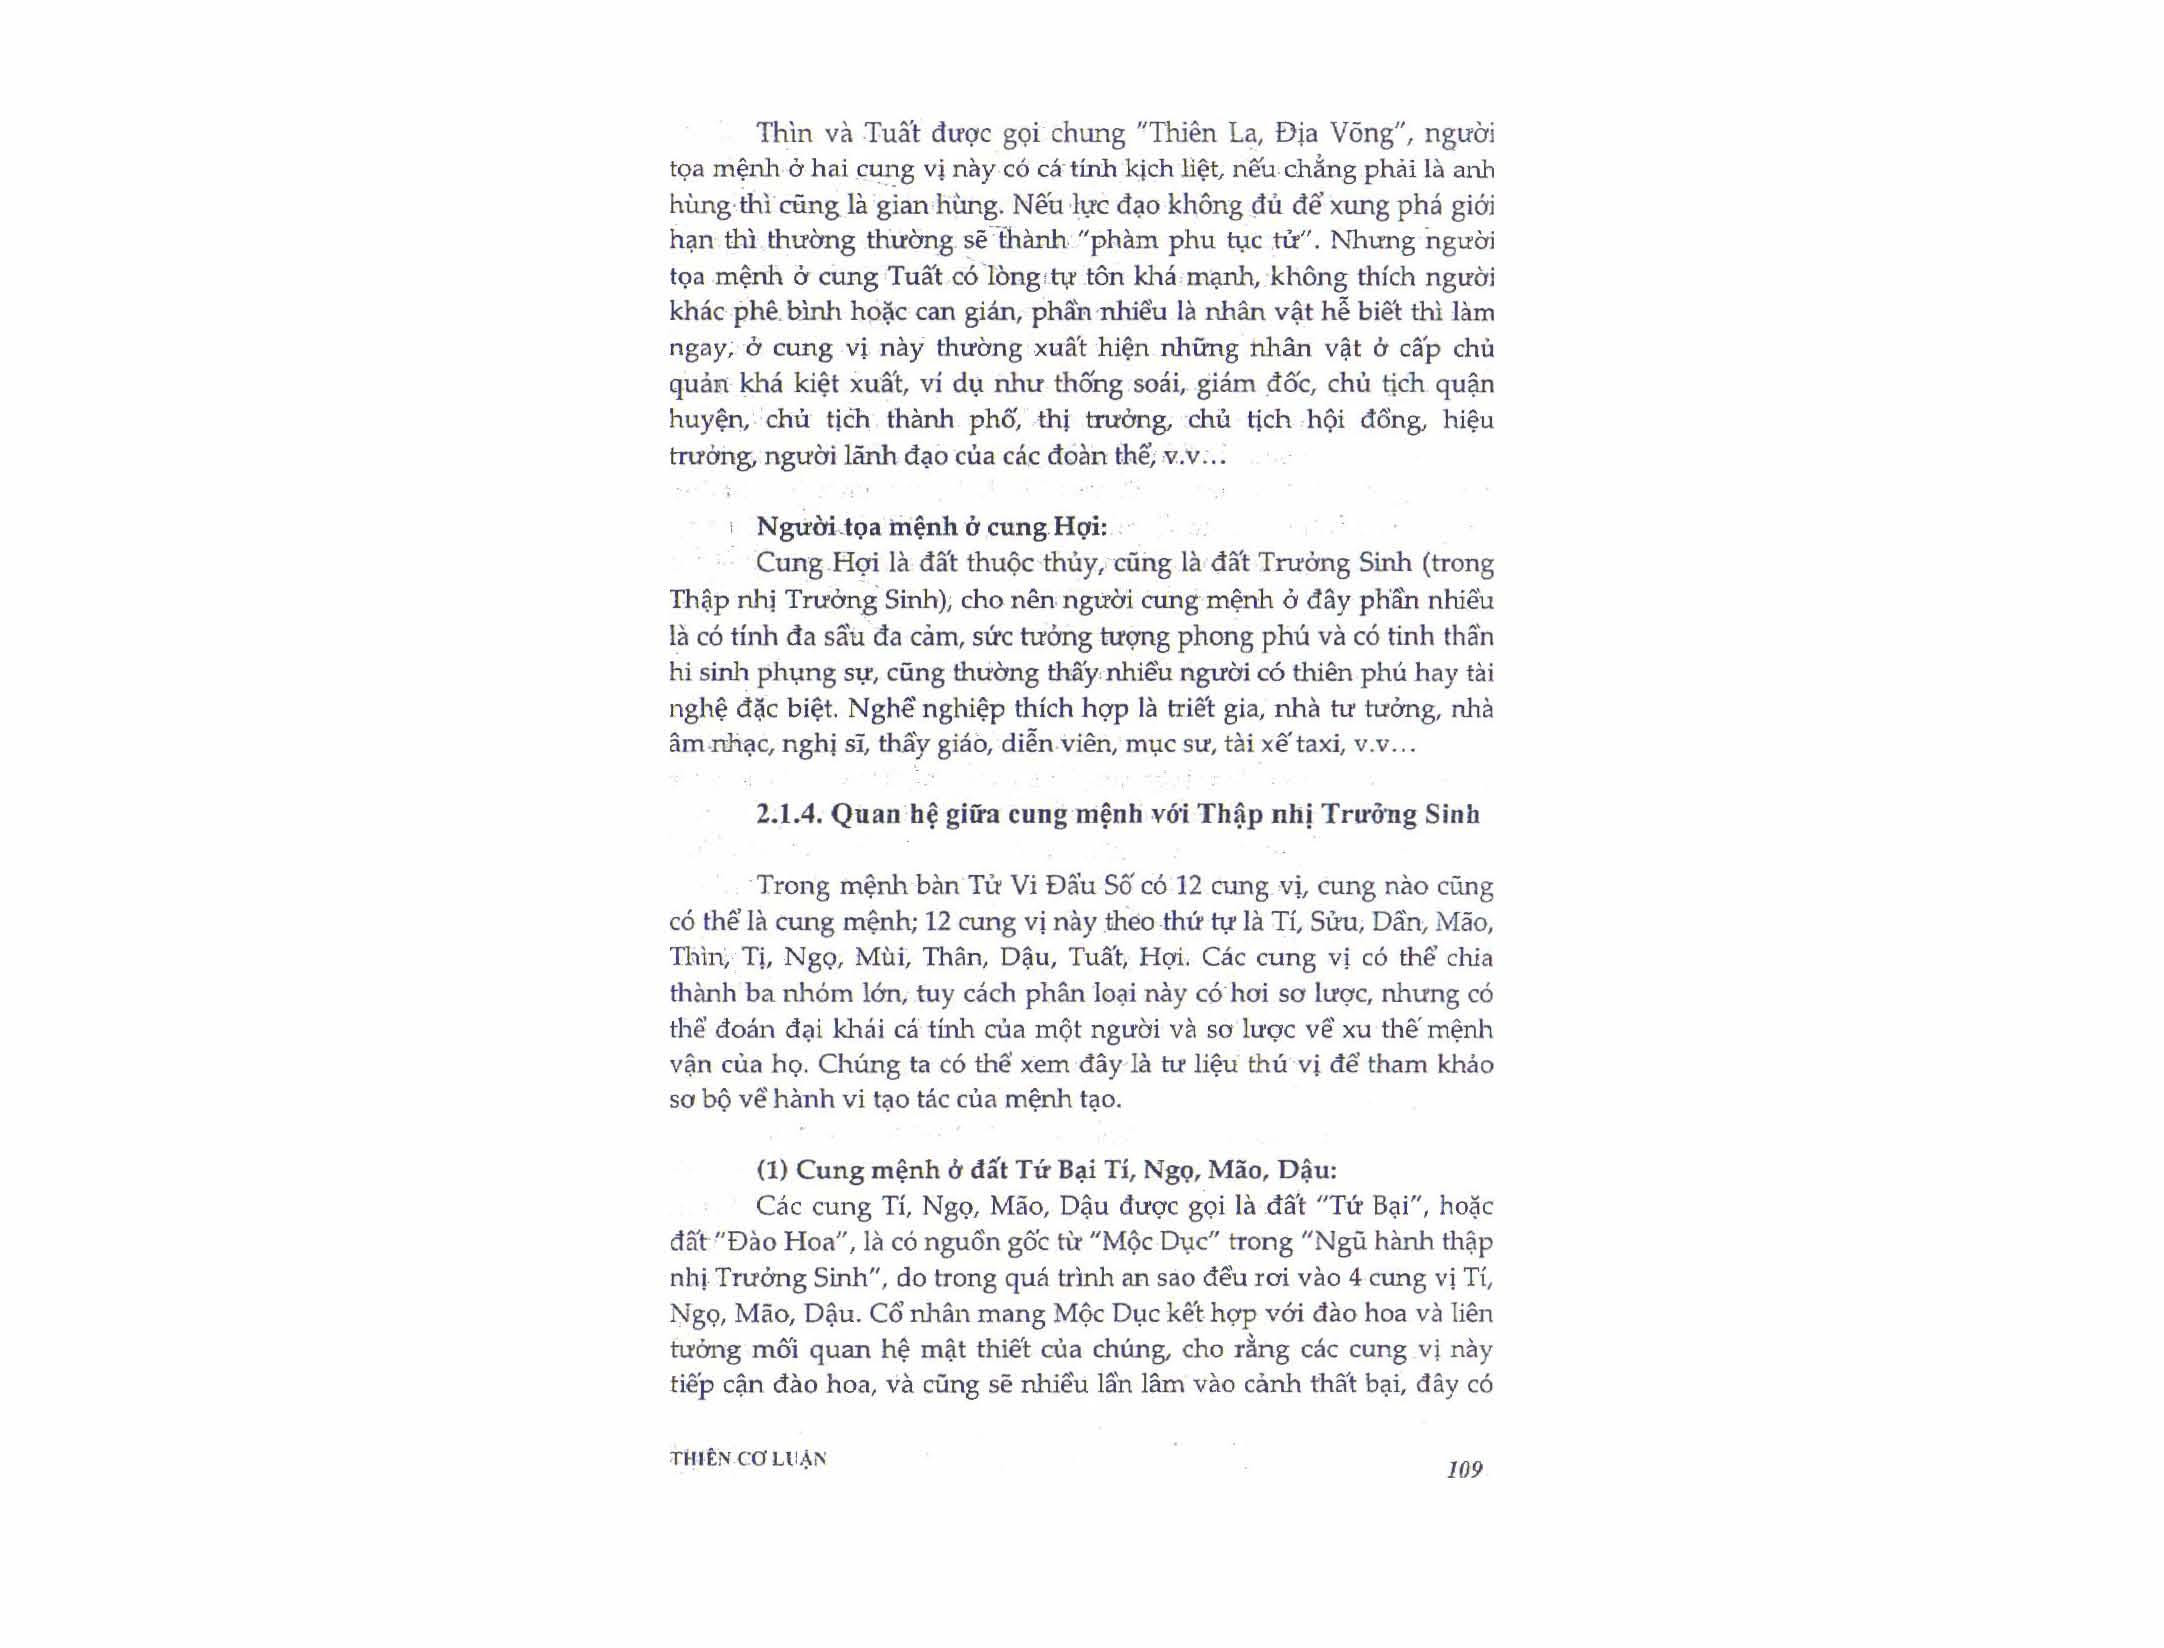 Thìn và Tuất được gọi chung "Thiên La, Địa Võng", người
tọa mệnh ở hai cung vị này có cá tính kịch liệt, nếu chẳng phải là anh
hùng thì cũng là gian hùng. Nếu lực đạo không đủ để xung phá giới
hạn thì thường thường sẽ thành "phàm phu tục tử". Nhưng người
tọa mệnh ở cung Tuất có lòng tự tôn khá mạnh, không thích người
khác phê bình hoặc can gián, phần nhiều là nhân vật hễ biết thì làm
ngay, ở cung vị này thường xuất hiện những nhân vật ở cấp chủ
quản khá kiệt xuất, ví dụ như thống soái, giám đốc, chủ tịch quận
huyện, chủ tịch thành phố, thị trưởng, chủ tịch hội đồng, hiệu
trưởng, người lãnh đạo của các đoàn thể, v.v...
Người tọa mệnh ở cung Hợi:
Cung Hợi là đất thuộc thủy, cũng là đất Trường Sinh (trong
Thập nhị Trưởng Sinh), cho nên người cung mệnh ở đây phần nhiều
là có tính đa sầu đa cảm, sức tưởng tượng phong phú và có tinh thần
hi sinh phụng sự, cũng thường thấy nhiều người có thiên phú hay tài
nghệ đặc biệt. Nghề nghiệp thích hợp là triết gia, nhà tư tưởng, nhà
âm nhạc, nghị sĩ, thầy giáo, diễn viên, mục sư, tài xế taxi, v.v...
2.1.4. Quan hệ giữa cung mệnh với Thập nhị Trưởng Sinh
Trong mệnh bàn Tử Vi Đẩu Số có 12 cung vị, cung nào cũng
có thể là cung mệnh; 12 cung vị này theo thứ tự là Tí, Sửu, Dần, Mão,
Thìn, Tị, Ngọ, Mùi, Thân, Dậu, Tuất, Hợi. Các cung vị có thể chia
thành ba nhóm lớn, tuy cách phân loại này có hơi sơ lược, nhưng có
thể đoán đại khái cá tính của một người và sơ lược về xu thế mệnh
vận của họ. Chúng ta có thể xem đây là tư liệu thú vị để tham khảo
sơ bộ về hành vi tạo tác của mệnh tạo.
(1) Cung mệnh ở đất Tứ Bại Tí, Ngọ, Mão, Dậu:
Các cung Tí, Ngọ, Mão, Dậu được gọi là đất "Tứ Bại", hoặc
đất "Đào Hoa", là có nguồn gốc từ "Mộc Dục" trong "Ngũ hành thập
nhị Trưởng Sinh", do trong quá trình an sao đều rơi vào 4 cung vị Tí,
Ngọ, Mão, Dậu. Cổ nhân mang Mộc Dục kết hợp với đào hoa và liên
tưởng mối quan hệ mật thiết của chúng, cho rằng các cung vị này
tiếp cận đào hoa, và cũng sẽ nhiều lần lâm vào cảnh thất bại, đây có
THIÊN CƠ LUẬN
109